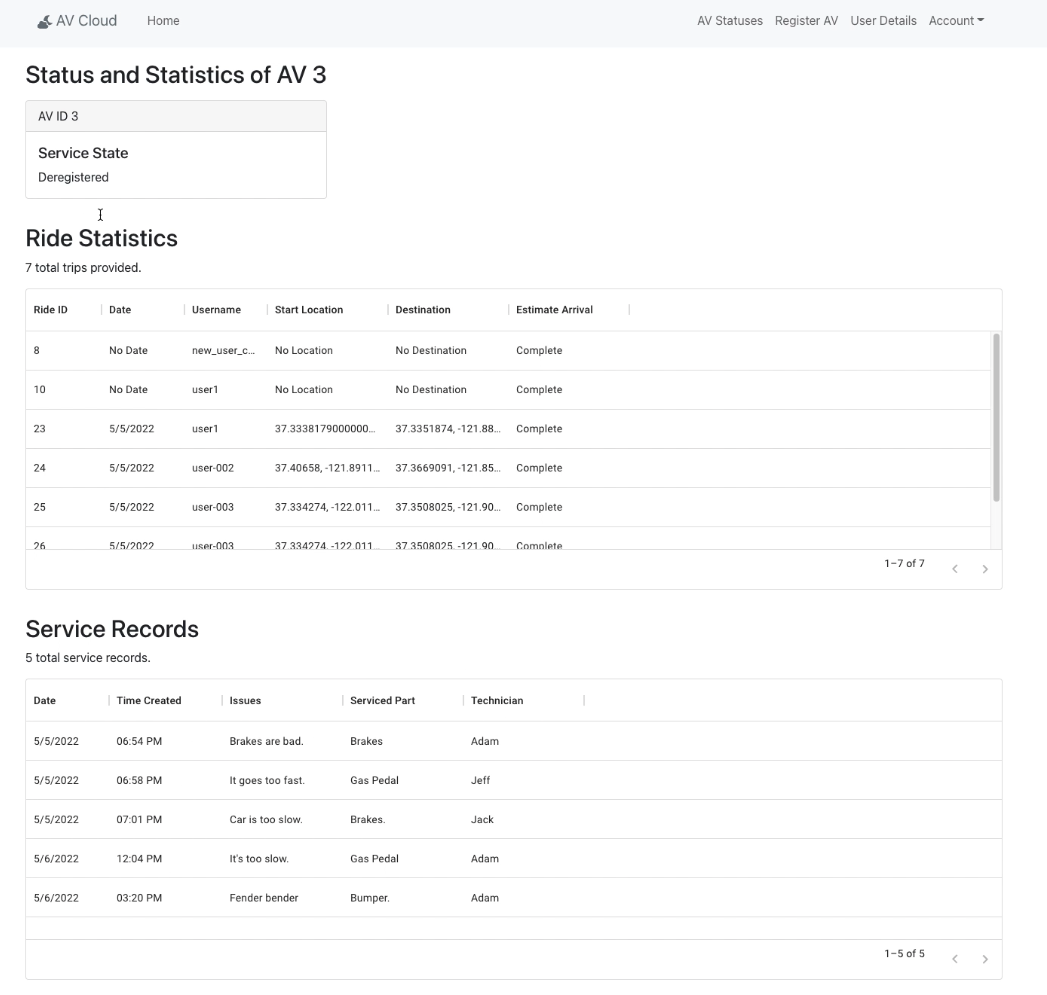 AV Cloud Home AV Statuses Register AV User Details Account
Status and Statistics of AV 3
AV ID 3
Service State
Deregistered
Ride Statistics
7 total trips provided.
Ride ID Date Username Start Location Destination Estimate Arrival
8 No Date new_user_c... No Location No Destination Complete
10 No Date user1 No Location No Destination Complete
23 5/5/2022 user1 37.3338179000000... 37.3351874, -121.88... Complete
24 5/5/2022 user-002 37.40658, -121.8911... 37.3669091, -121.85... Complete
25 5/5/2022 user-003 37.334274, -122.011... 37.3508025, -121.90... Complete
26 5/5/2022 user-003 37.334274, -122.011... 37.3508025, -121.90... Complete
1–7 of 7
Service Records
5 total service records.
Date Time Created Issues Serviced Part Technician
5/5/2022 06:54 PM Brakes are bad. Brakes Adam
5/5/2022 06:58 PM It goes too fast. Gas Pedal Jeff
5/5/2022 07:01 PM Car is too slow. Brakes. Jack
5/6/2022 12:04 PM It's too slow. Gas Pedal Adam
5/6/2022 03:20 PM Fender bender Bumper. Adam
1–5 of 5